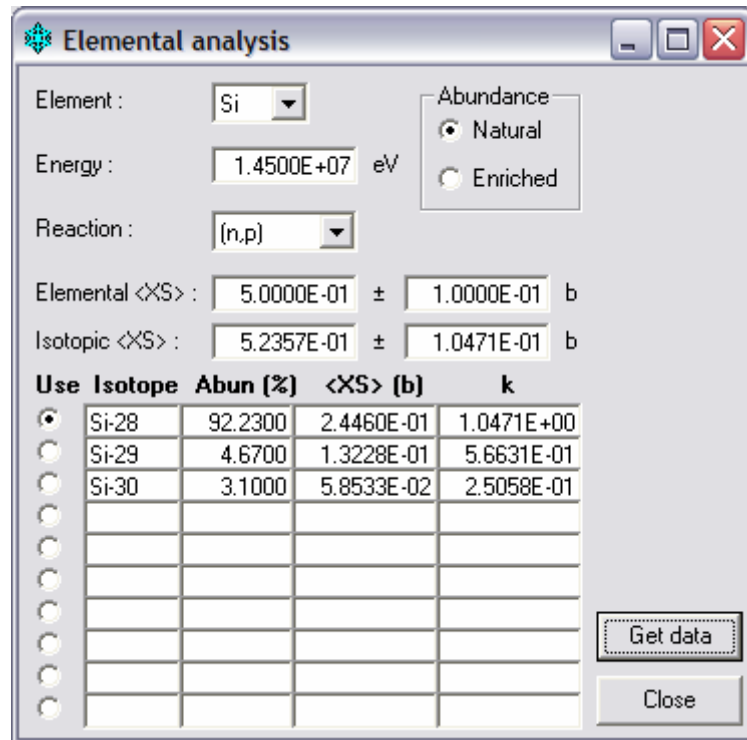 Elemental analysis
Element : Si
Abundance
Natural
Energy : 1.4500E+07 eV
Enriched
Reaction : (n,p)
Elemental <XS> : 5.0000E-01 ± 1.0000E-01 b
Isotopic <XS> : 5.2357E-01 ± 1.0471E-01 b
Use Isotope Abun (%) <XS> (b) k
Si-28 92.2300 2.4460E-01 1.0471E+00
Si-29 4.6700 1.3228E-01 5.6631E-01
Si-30 3.1000 5.8533E-02 2.5058E-01
Get data
Close